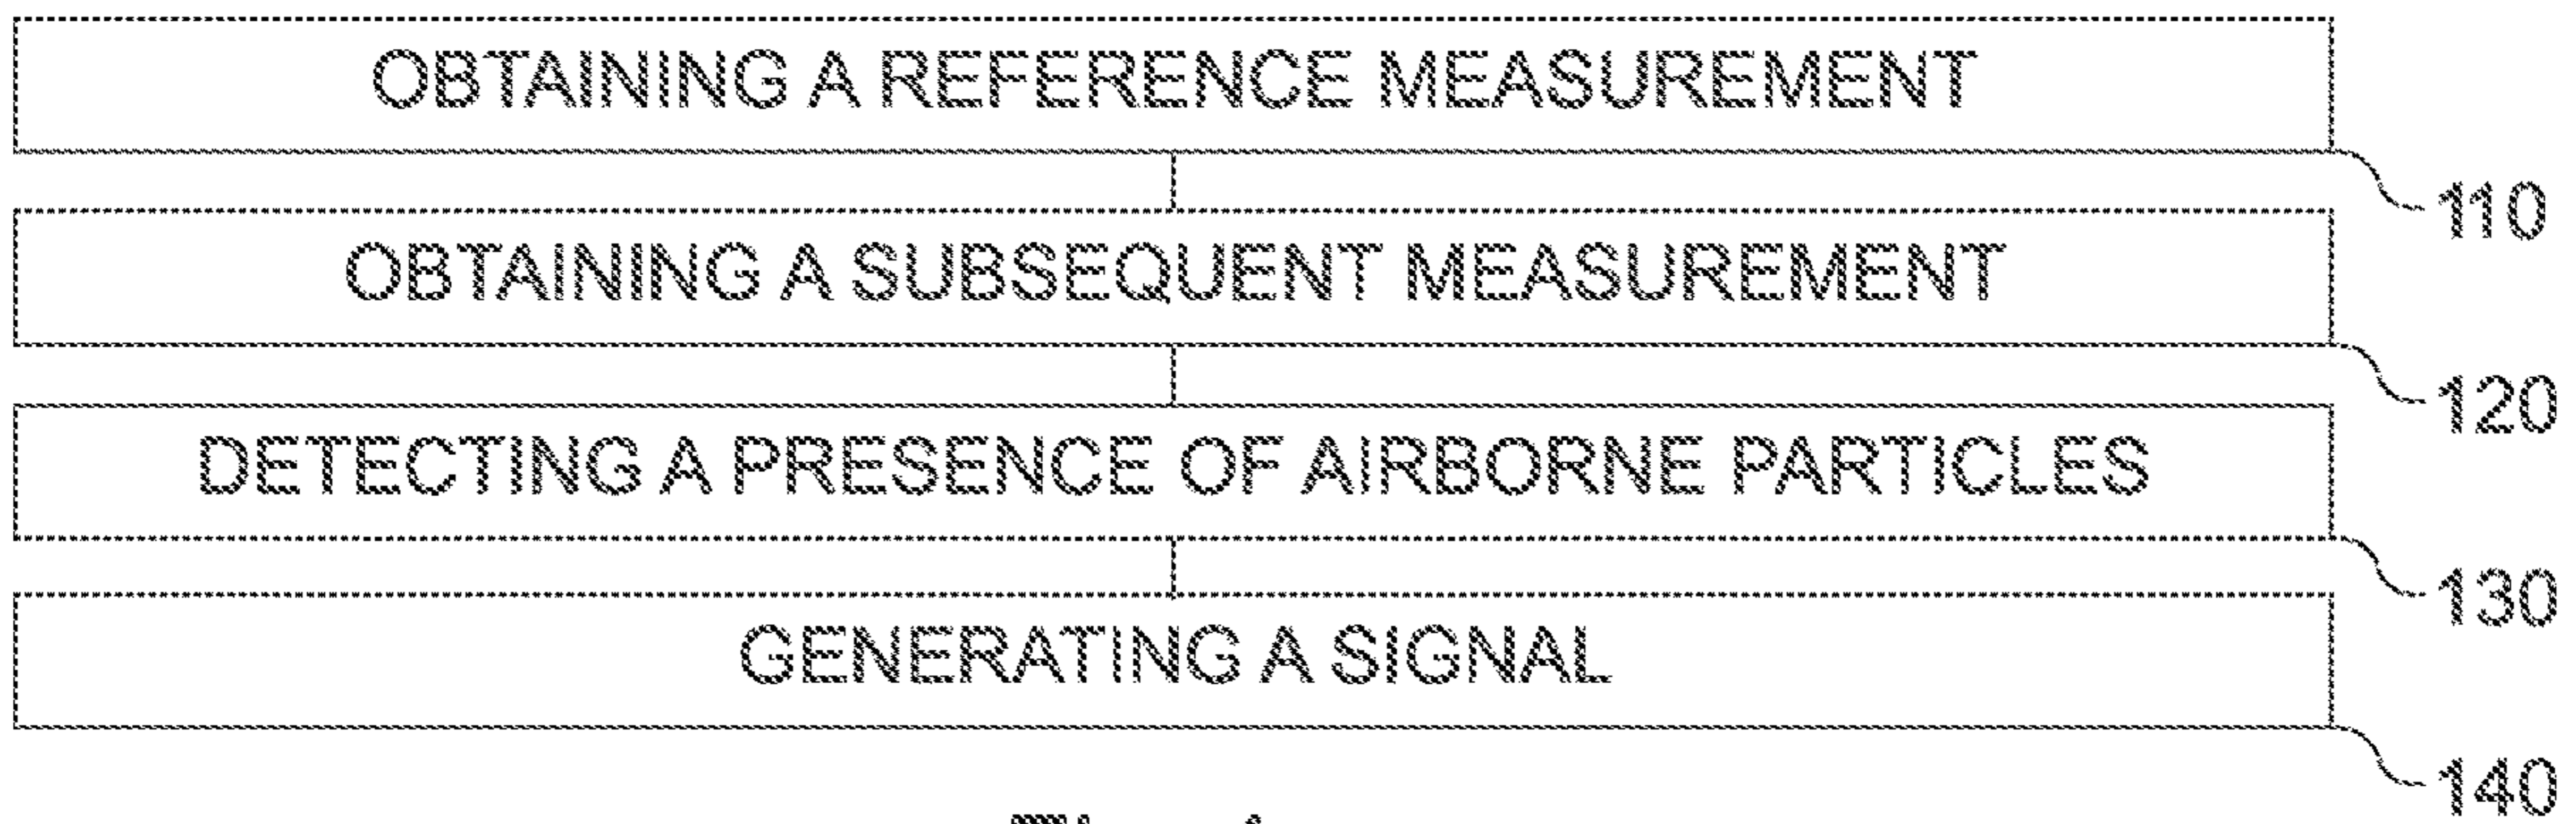 OBTAINING A REFERENCE MEASUREMENT
110
OBTAINING A SUBSEQUENT MEASUREMENT
120
DETECTING A PRESENCE OF AIRBORNE PARTICLES
130
GENERATING A SIGNAL
140